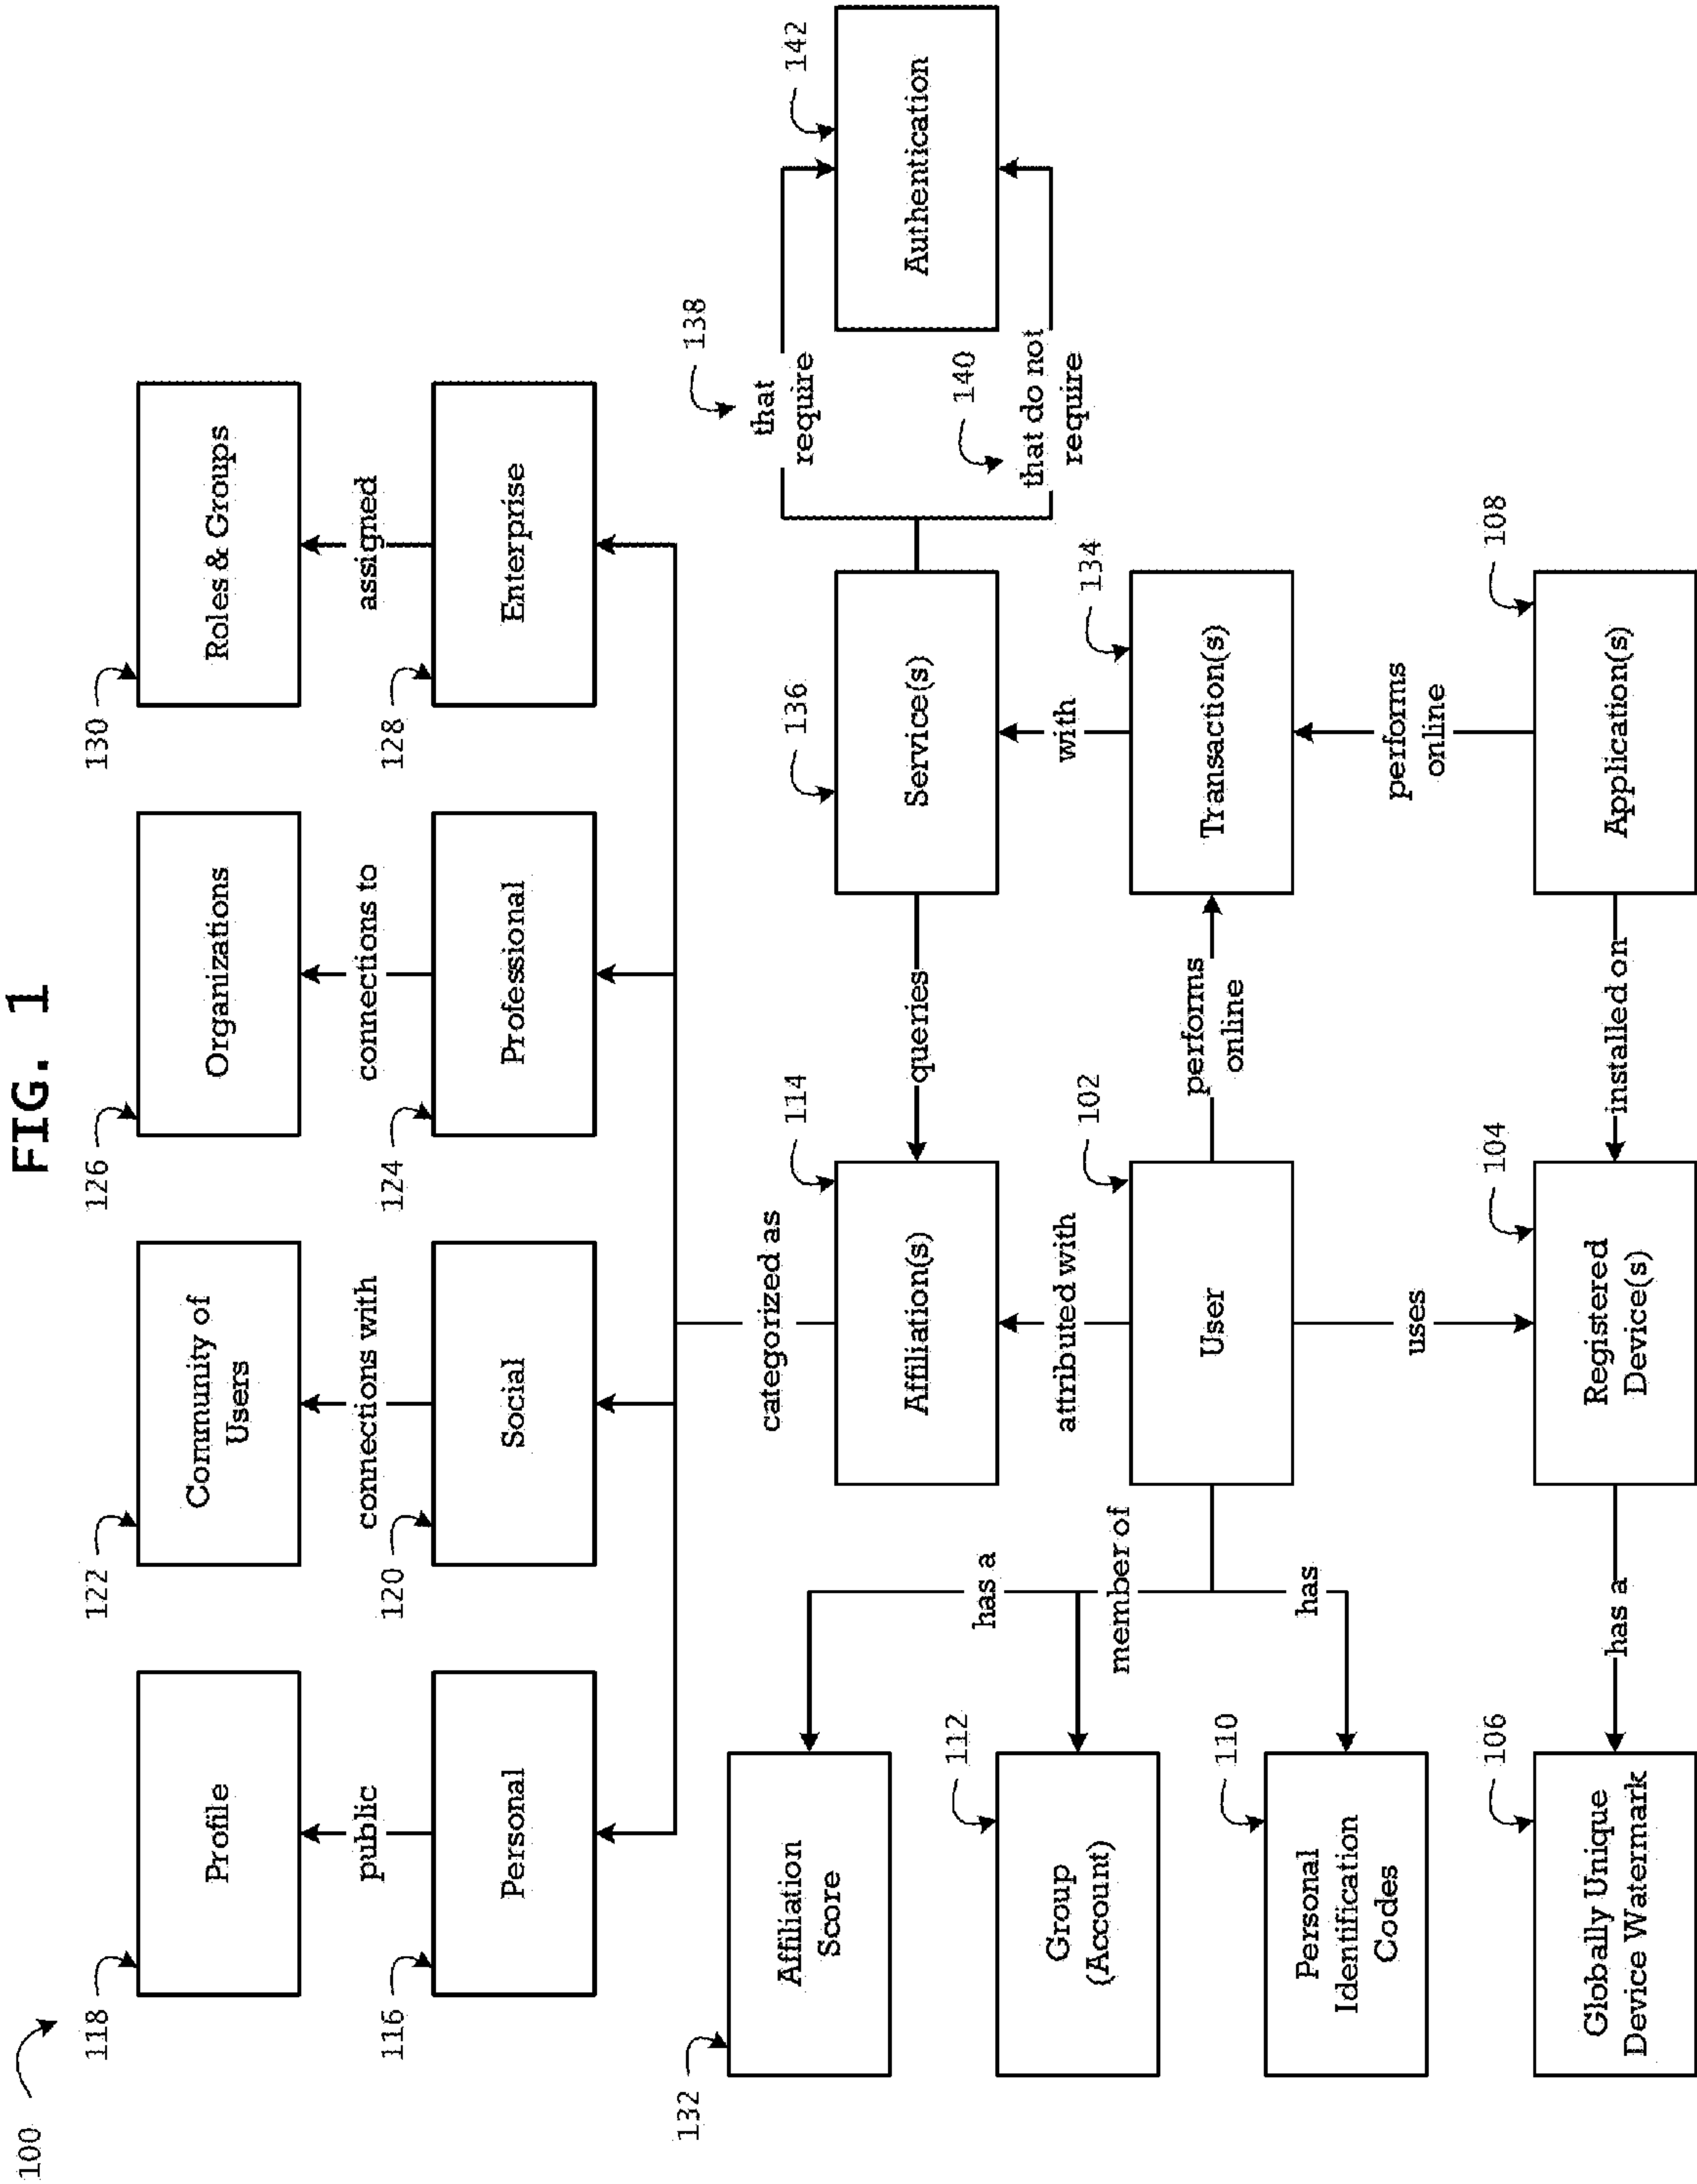 FIG. 1
100
118
Profile
122
Community of
Users
126
Organizations
130
Roles & Groups
public
connections with
connections to
assigned
116
Personal
120
Social
124
Professional
128
Enterprise
categorized as
138
that
require
132
Affiliation
Score
has a
114
Affiliation(s)
queries
136
Service(s)
142
Authentication
140
that do not
require
112
Group
(Account)
member of
attributed with
with
102
User
performs
online
134
Transaction(s)
110
Personal
Identification
Codes
has
uses
performs
online
106
Globally Unique
Device Watermark
has a
104
Registered
Device(s)
installed on
108
Application(s)